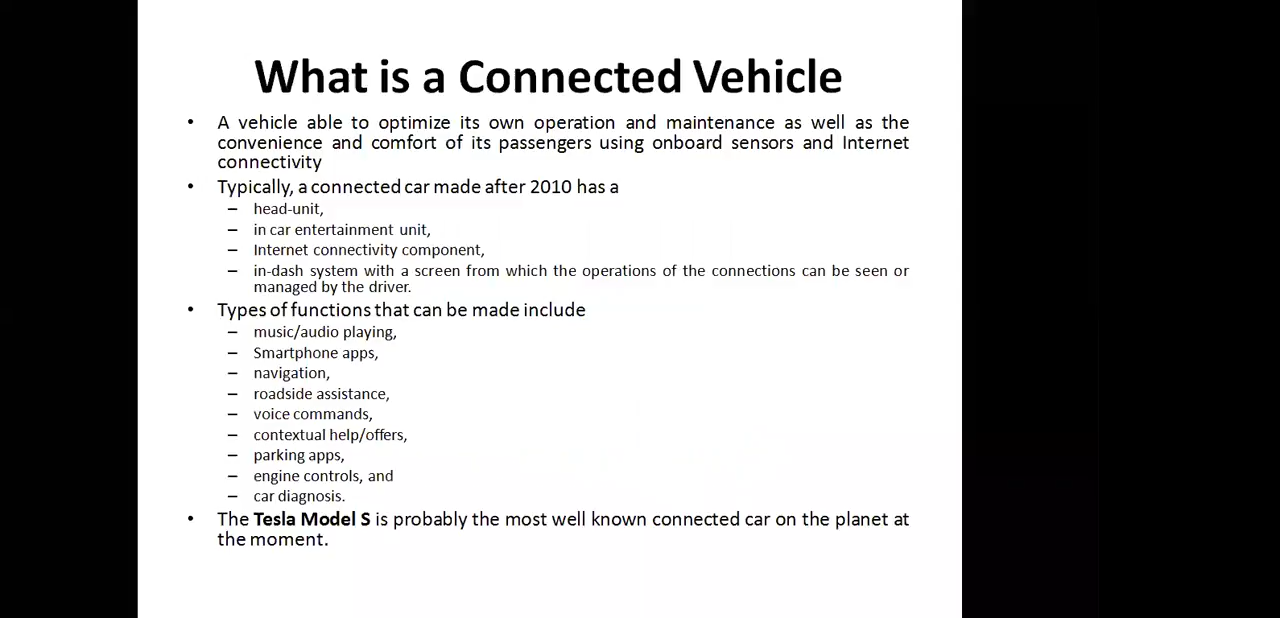 What is a Connected Vehicle
• A vehicle able to optimize its own operation and maintenance as well as the
convenience and comfort of its passengers using onboard sensors and Internet
connectivity
• Typically, a connected car made after 2010 has a
– head-unit,
– in car entertainment unit,
– Internet connectivity component,
– in-dash system with a screen from which the operations of the connections can be seen or
managed by the driver.
• Types of functions that can be made include
– music/audio playing,
– Smartphone apps,
– navigation,
– roadside assistance,
– voice commands,
– contextual help/offers,
– parking apps,
– engine controls, and
– car diagnosis.
• The Tesla Model S is probably the most well known connected car on the planet at
the moment.